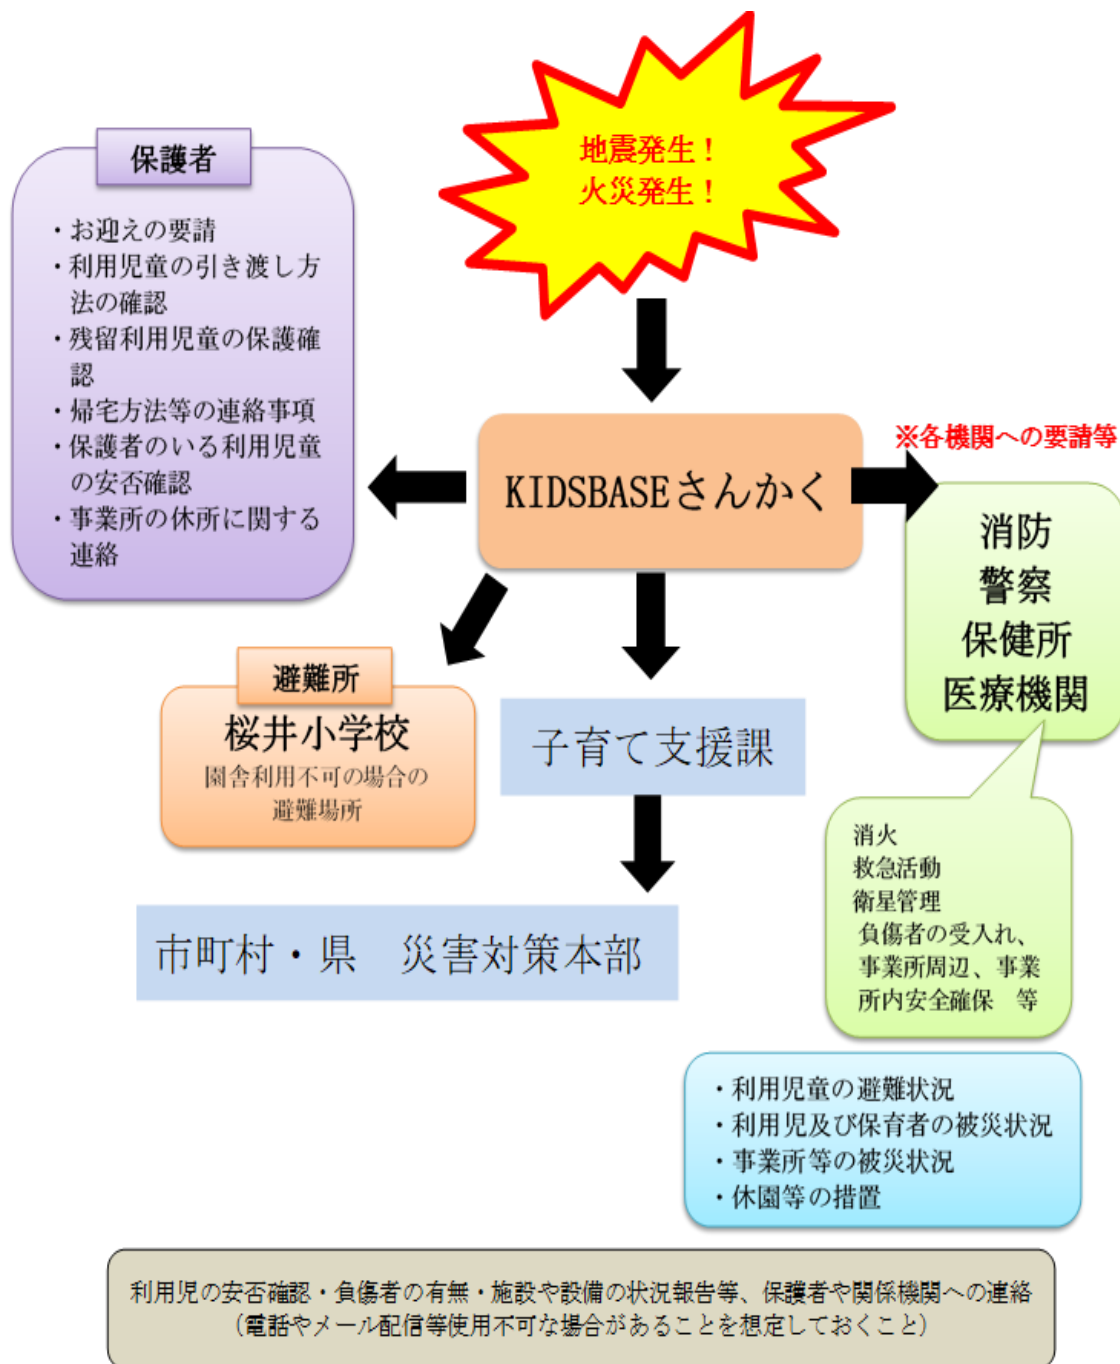 地震発生！
火災発生！
保護者
・お迎えの要請
・利用児童の引き渡し方
法の確認
・残留利用児童の保護確
認
・帰宅方法等の連絡事項
・保護者のいる利用児童
の安否確認
・事業所の休所に関する
連絡
KIDSBASEさんかく
※各機関への要請等
消防
警察
保健所
医療機関
避難所
桜井小学校
園舎利用不可の場合の
避難場所
子育て支援課
市町村・県　災害対策本部
消火
救急活動
衛星管理
負傷者の受入れ、
事業所周辺、事業
所内安全確保　等
・利用児童の避難状況
・利用児及び保育者の被災状況
・事業所等の被災状況
・休園等の措置
利用児の安否確認・負傷者の有無・施設や設備の状況報告等、保護者や関係機関への連絡
（電話やメール配信等使用不可な場合があることを想定しておくこと）